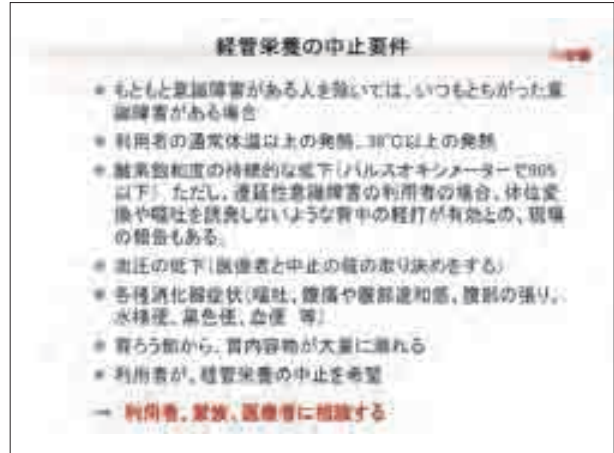 経管栄養の中止要件
もともと意識障害がある人を除いては、いつもとちがった意
識障害がある場合
利用者の通常体温以上の発熱、38℃以上の発熱
酸素飽和度の持続的な低下(パルスオキシメーターで90%
以下) ただし、遷延性意識障害の利用者の場合、体位変
換や嘔吐を誘発しないような背中の軽打が有効との、現場
の報告もある。
血圧の低下(医療者と中止の値の取り決めをする)
各種消化器症状(嘔吐、腹痛や腹部違和感、腹部の張り、
水様便、黒色便、血便 等)
胃ろう部から、胃内容物が大量に溢れる
利用者が、経管栄養の中止を希望
→ 利用者、家族、医療者に相談する